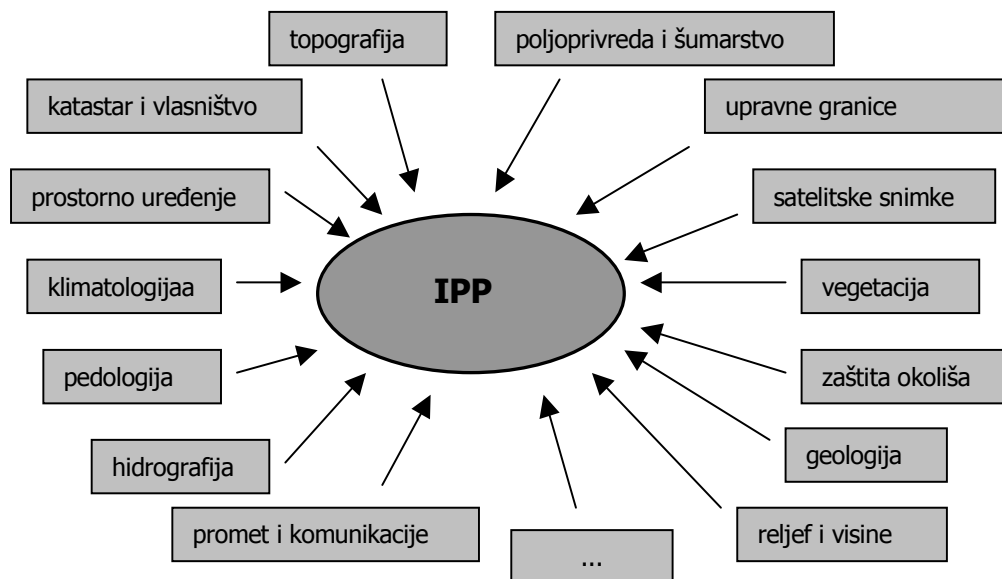 topografija
poljoprivreda i šumarstvo
katastar i vlasništvo
upravne granice
prostorno uređenje
satelitske snimke
klimatologijaa
IPP
vegetacija
pedologija
zaštita okoliša
hidrografija
geologija
promet i komunikacije
...
reljef i visine